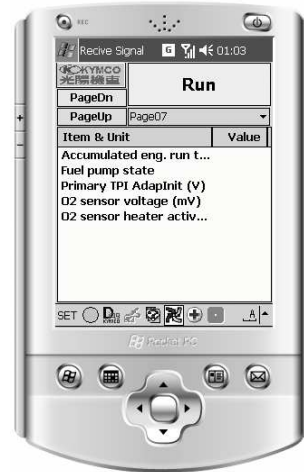 REC
Recive Signal G 01:03
KYMCO
光陽機車
Run
PageDn
PageUp Page07
Item & Unit Value
Accumulated eng. run t...
Fuel pump state
Primary TPI AdapInit (V)
O2 sensor voltage (mV)
O2 sensor heater activ...
SET
Pocket PC